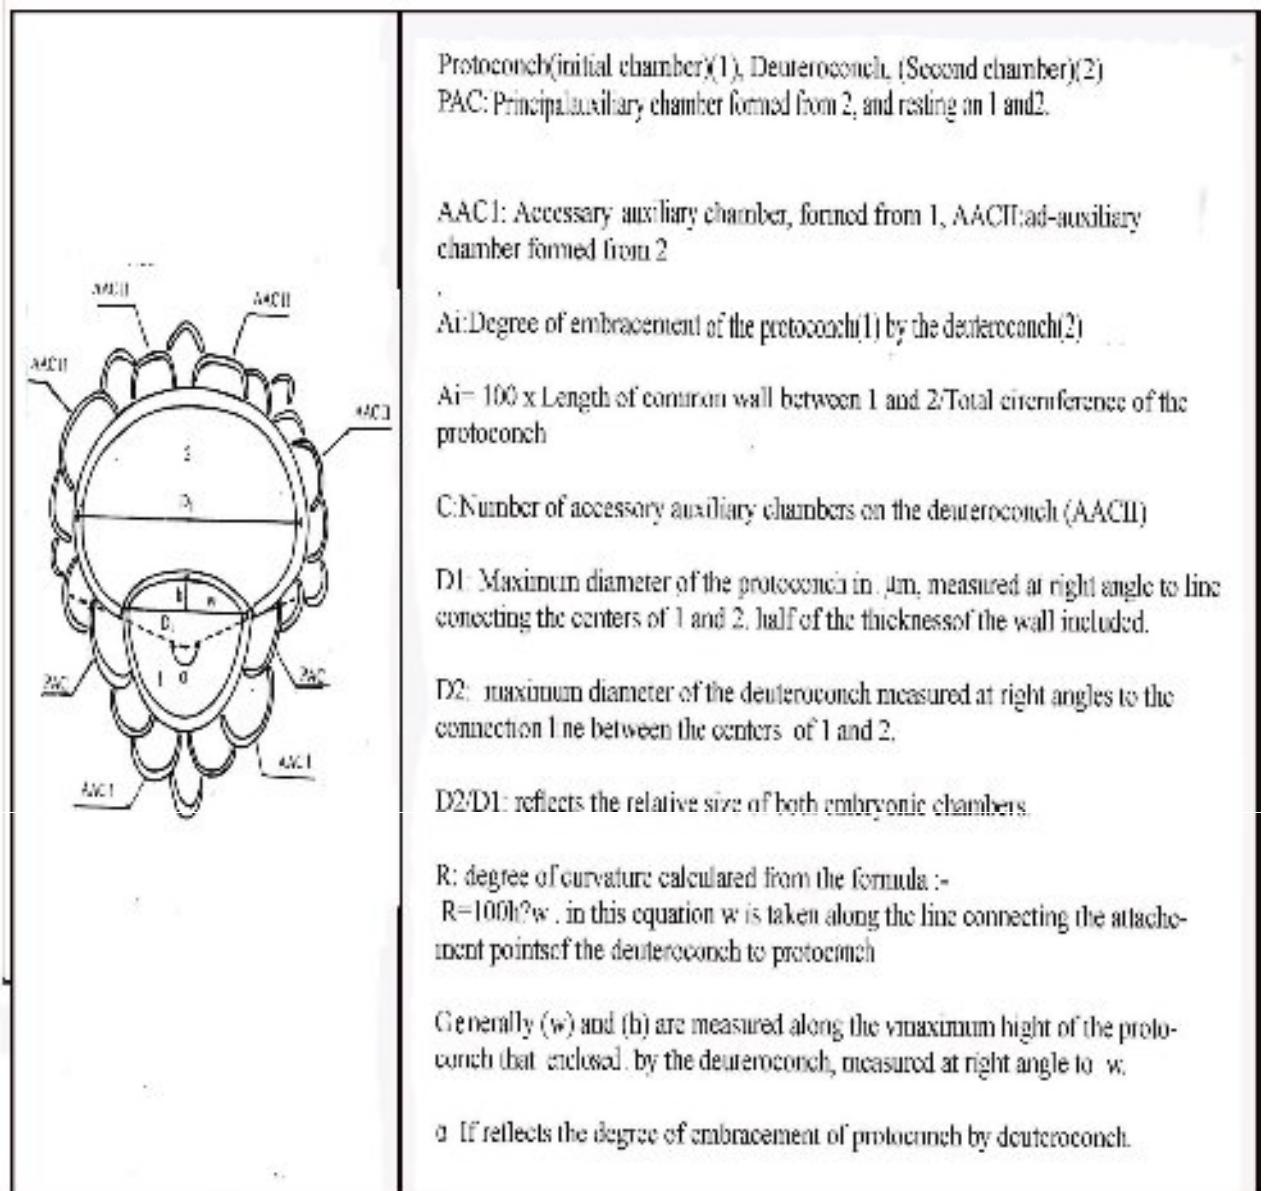 AACII
AACII
AACII
AACII
2
D
h
w
D
1
α
PAC
PAC
AAC I
AAC I
Protoconch(initial chamber)(1), Deuteroconch, (Second chamber)(2)
PAC: Principalauxiliary chamber formed from 2, and resting on 1 and2.
AAC1: Accessary auxiliary chamber, formed from 1, AACII:ad-auxiliary
chamber formed from 2
Ai:Degree of embracement of the protoconch(1) by the deuteroconch(2)
Ai= 100 x Length of common wall between 1 and 2/Total circmference of the
protoconch
C:Number of accessory auxiliary chambers on the deuteroconch (AACII)
D1: Maximum diameter of the protoconch in. µm, measured at right angle to line
conecting the centers of 1 and 2. half of the thicknessof the wall included.
D2: maximum diameter of the deuteroconch measured at right angles to the
connection line between the centers of 1 and 2.
D2/D1: reflects the relative size of both embryonic chambers.
R: degree of curvature calculared from the formula :-
R=100h?w . in this equation w is taken along the line connecting the attache-
ment pointsof the deuteroconch to protoconch
Generally (w) and (h) are measured along the vmaximum hight of the proto-
conch that enclosed. by the deuteroconch, measured at right angle to w.
α If reflects the degree of embracement of protoconch by deuteroconch.